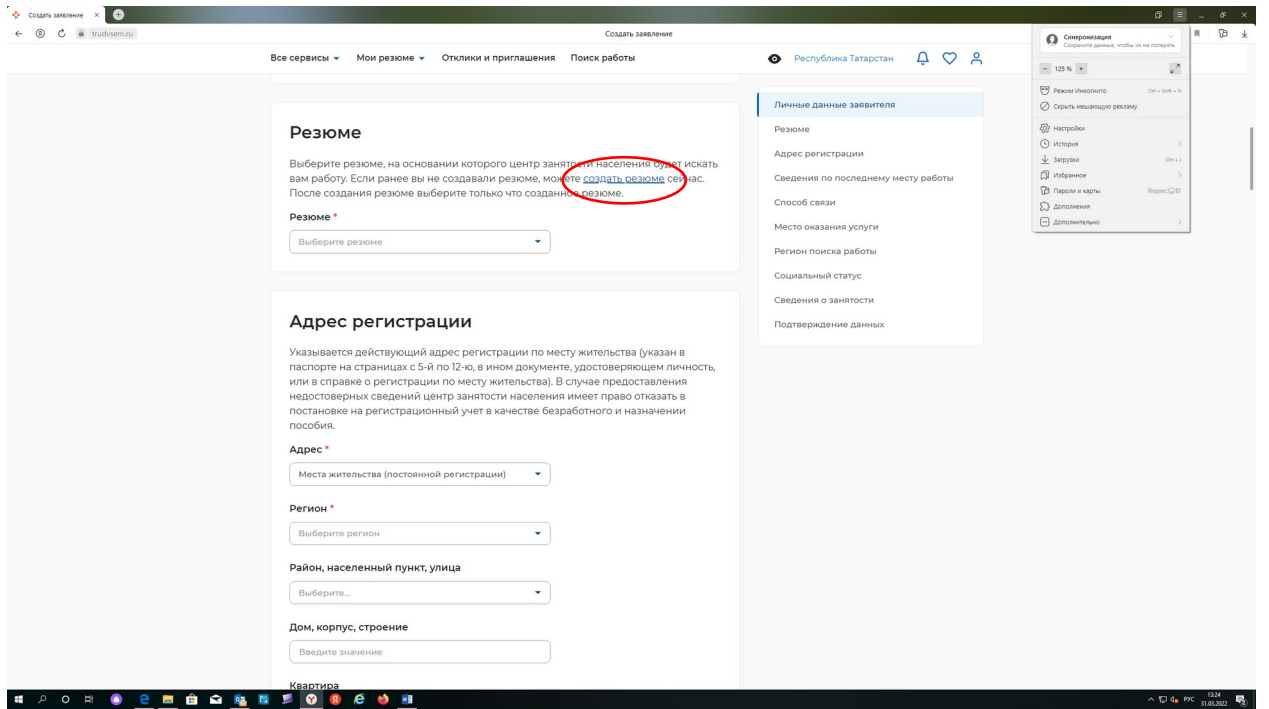 Создать заявление
trudvsem.ru
Создать заявление
Все сервисы
Мои резюме
Отклики и приглашения
Поиск работы
Республика Татарстан
Резюме
Выберите резюме, на основании которого центр занятости населения будет искать
вам работу. Если ранее вы не создавали резюме, можете создать резюме сейчас.
После создания резюме выберите только что созданное резюме.
Резюме *
Выберите резюме
Адрес регистрации
Указывается действующий адрес регистрации по месту жительства (указан в
паспорте на страницах с 5-й по 12-ю, в ином документе, удостоверяющем личность,
или в справке о регистрации по месту жительства). В случае предоставления
недостоверных сведений центр занятости населения имеет право отказать в
постановке на регистрационный учет в качестве безработного и назначении
пособия.
Адрес *
Места жительства (постоянной регистрации)
Регион *
Выберите регион
Район, населенный пункт, улица
Выберите...
Дом, корпус, строение
Введите значение
Квартира
Личные данные заявителя
Резюме
Адрес регистрации
Сведения по последнему месту работы
Способ связи
Место оказания услуги
Регион поиска работы
Социальный статус
Сведения о занятости
Подтверждение данных
Синхронизация
Сохраните данные, чтобы их не потерять
125 %
Режим Инкогнито Ctrl + Shift + N
Скрыть мешающую рекламу
Настройки
История
Загрузки Ctrl + J
Избранное
Пароли и карты Яндекс ID
Дополнения
Дополнительно
РУС
13:24
31.03.2022